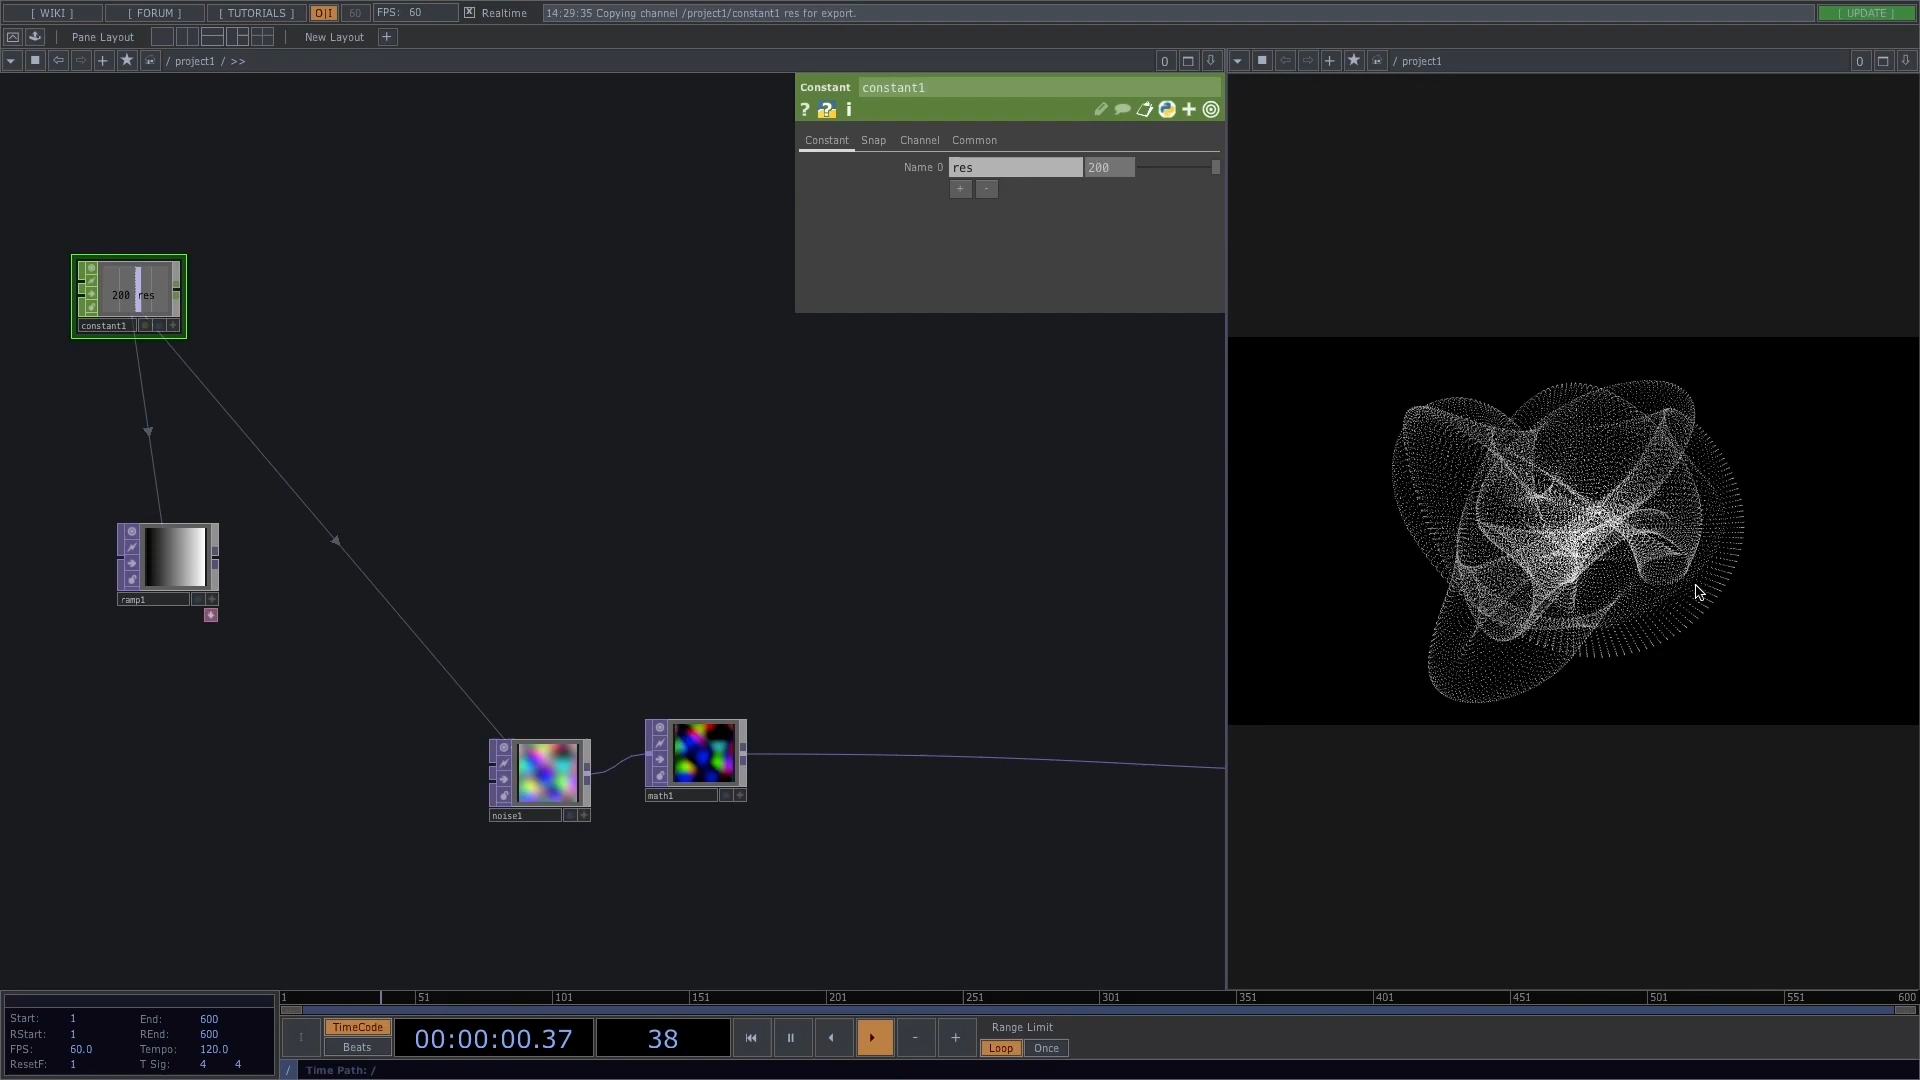 [ WIKI ] [ FORUM ] [ TUTORIALS ] O|I 60 FPS: 60 Realtime 14:29:35 Copying channel /project1/constant1 res for export. [ UPDATE ]
Pane Layout New Layout +
/ project1 / >> 0
/ project1 0
Constant constant1
? ? i
Constant Snap Channel Common
Name 0 res 200
+ -
200 res
constant1
ramp1
noise1
math1
1 51 101 151 201 251 301 351 401 451 501 551 600
Start: 1 End: 600
RStart: 1 REnd: 600
FPS: 60.0 Tempo: 120.0
ResetF: 1 T Sig: 4 4
TimeCode
Beats
00:00:00.37
38
- +
Range Limit
Loop Once
/ Time Path: /